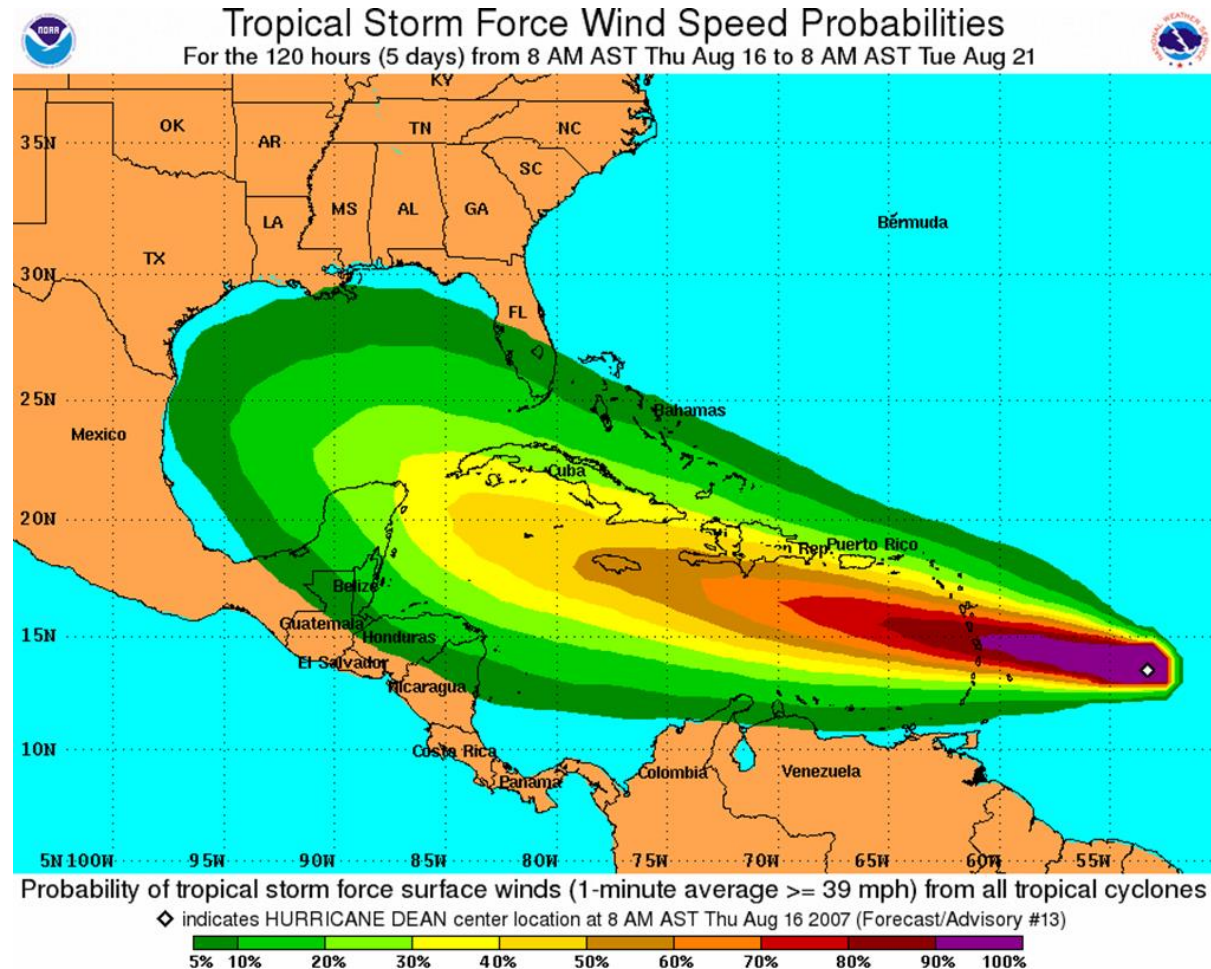 Tropical Storm Force Wind Speed Probabilities
For the 120 hours (5 days) from 8 AM AST Thu Aug 16 to 8 AM AST Tue Aug 21
NOAA
NATIONAL WEATHER SERVICE
KY
OK
TN
NC
AR
35N
SC
MS
AL
GA
LA
Bermuda
TX
30N
FL
25N
Bahamas
Mexico
Cuba
20N
Rep.
Puerto Rico
Belize
Guatemala
15N
Honduras
El Salvador
Nicaragua
10N
Costa Rica
Panama
Colombia
Venezuela
5N 100W 95W 90W 85W 80W 75W 70W 65W 60W 55W
Probability of tropical storm force surface winds (1-minute average >= 39 mph) from all tropical cyclones
indicates HURRICANE DEAN center location at 8 AM AST Thu Aug 16 2007 (Forecast/Advisory #13)
5% 10% 20% 30% 40% 50% 60% 70% 80% 90% 100%